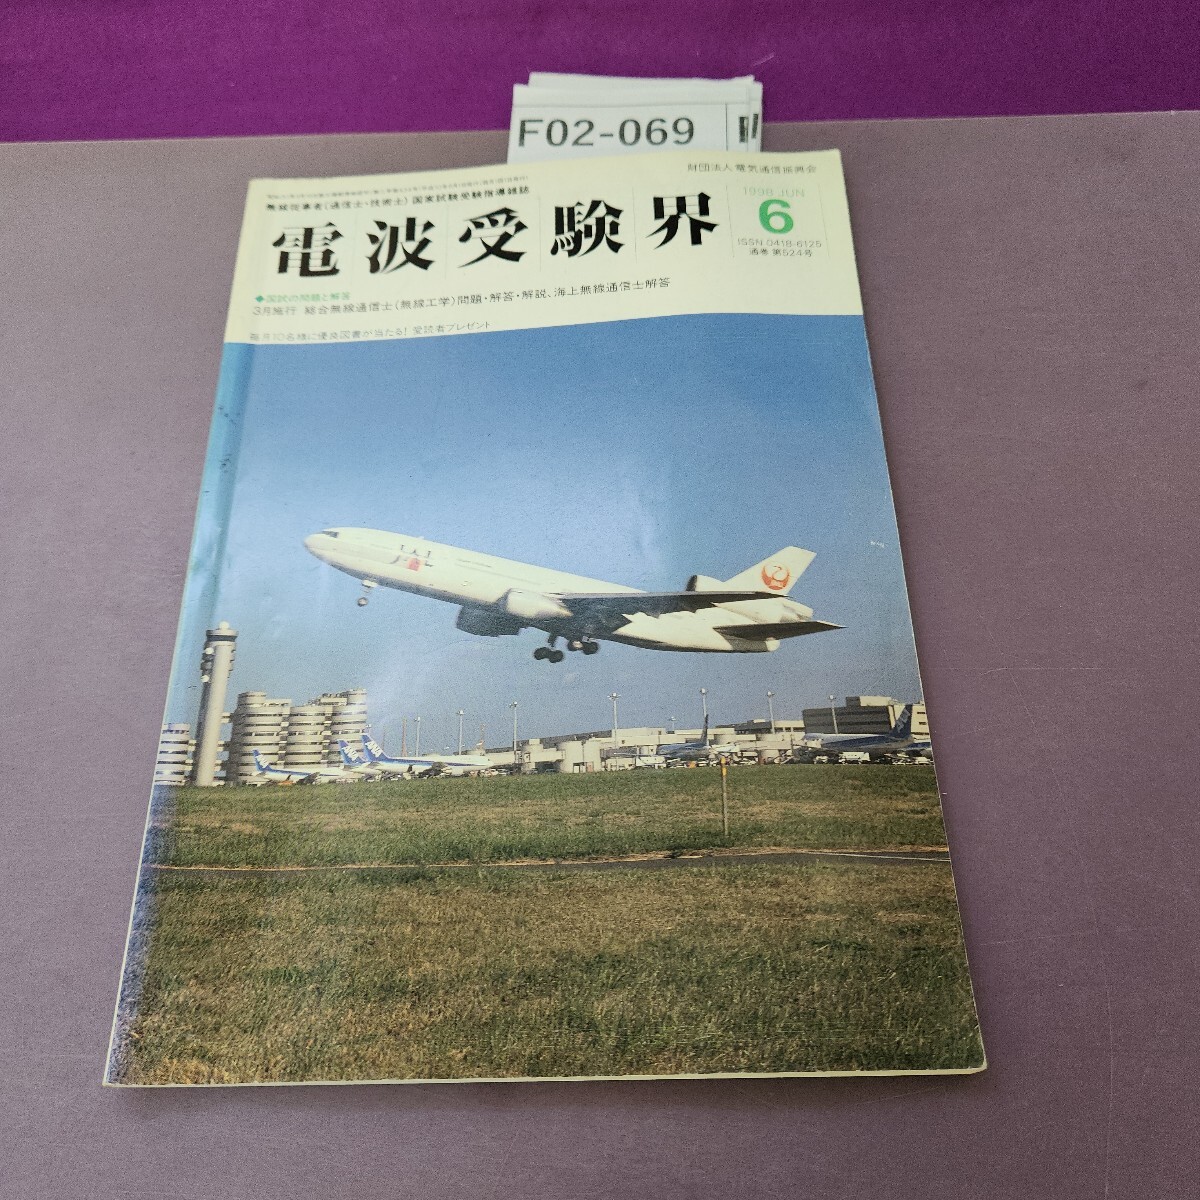 F02-069
財団法人 電気通信振興会
無線従事者(通信士・技術士)国家試験受験指導雑誌
電波受験界
1998 JUN
6
ISSN 0418-6125
通巻 第524号
◆国試の問題と解答
3月施行 総合無線通信士(無線工学)問題・解答・解説、海上無線通信士解答
毎月10名様に優良図書が当たる! 愛読者プレゼント
JAL